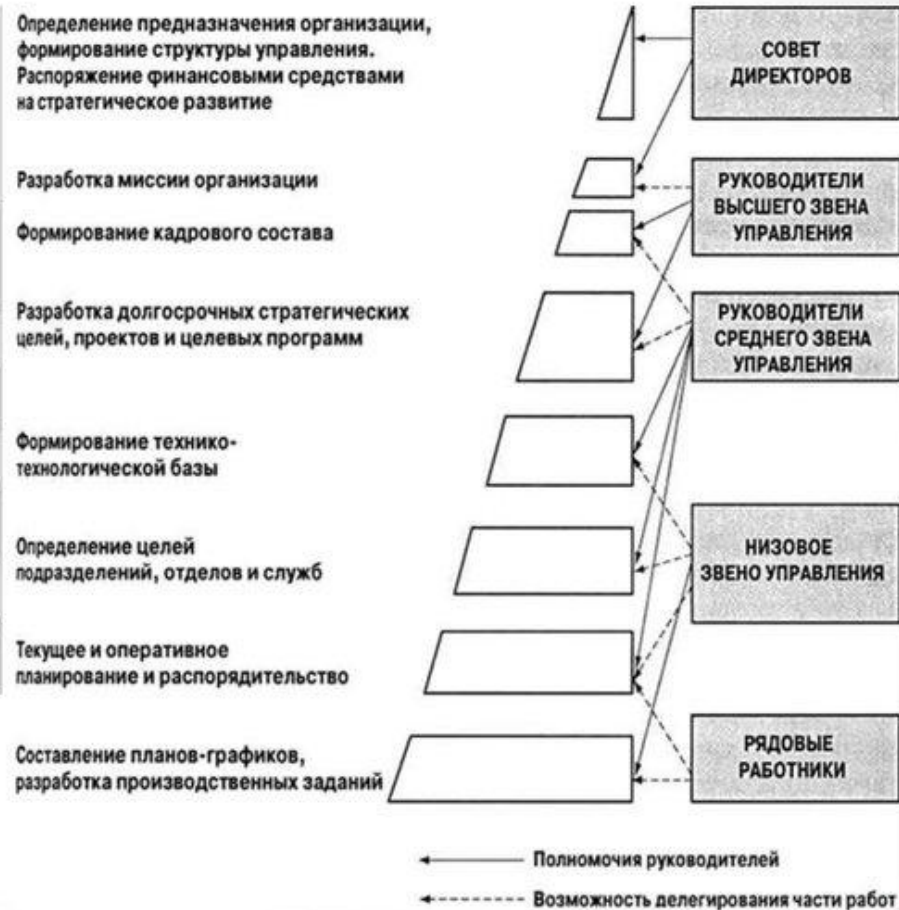 Определение предназначения организации,
формирование структуры управления.
Распоряжение финансовыми средствами
на стратегическое развитие
СОВЕТ
ДИРЕКТОРОВ
Разработка миссии организации
Формирование кадрового состава
РУКОВОДИТЕЛИ
ВЫСШЕГО ЗВЕНА
УПРАВЛЕНИЯ
Разработка долгосрочных стратегических
целей, проектов и целевых программ
РУКОВОДИТЕЛИ
СРЕДНЕГО ЗВЕНА
УПРАВЛЕНИЯ
Формирование технико-
технологической базы
Определение целей
подразделений, отделов и служб
НИЗОВОЕ
ЗВЕНО УПРАВЛЕНИЯ
Текущее и оперативное
планирование и распорядительство
Составление планов-графиков,
разработка производственных заданий
РЯДОВЫЕ
РАБОТНИКИ
Полномочия руководителей
Возможность делегирования части работ